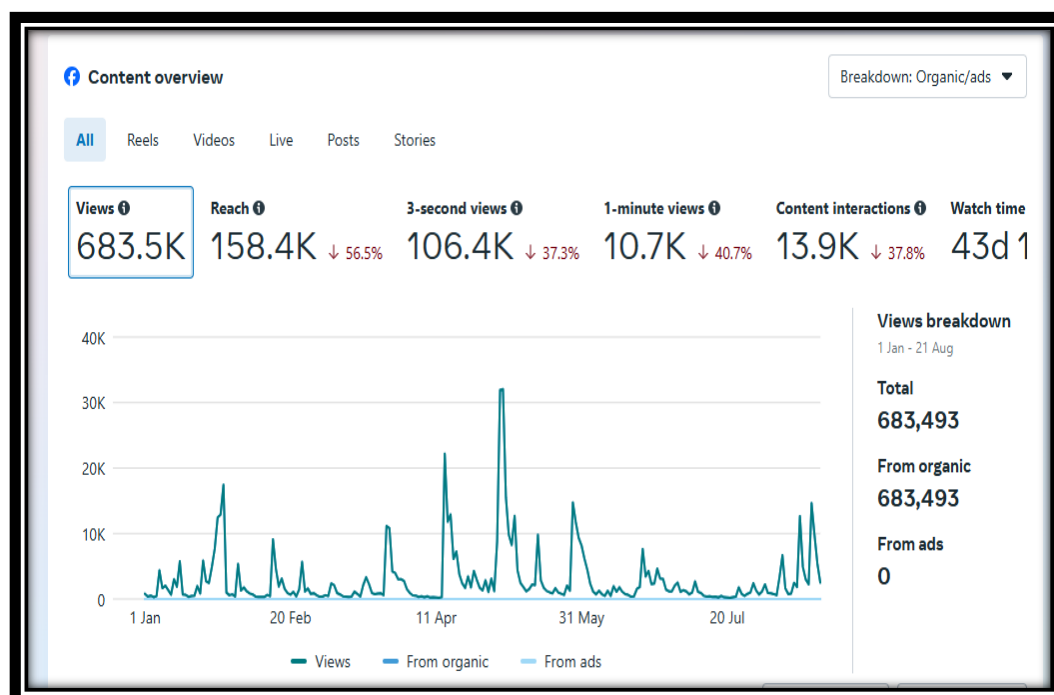 Content overview
Breakdown: Organic/ads
All Reels Videos Live Posts Stories
Views Reach 3-second views 1-minute views Content interactions Watch time
683.5K 158.4K ↓ 56.5% 106.4K ↓ 37.3% 10.7K ↓ 40.7% 13.9K ↓ 37.8% 43d 1
Views breakdown
1 Jan - 21 Aug
Total
683,493
From organic
683,493
From ads
0
40K
30K
20K
10K
0
1 Jan 20 Feb 11 Apr 31 May 20 Jul
Views From organic From ads